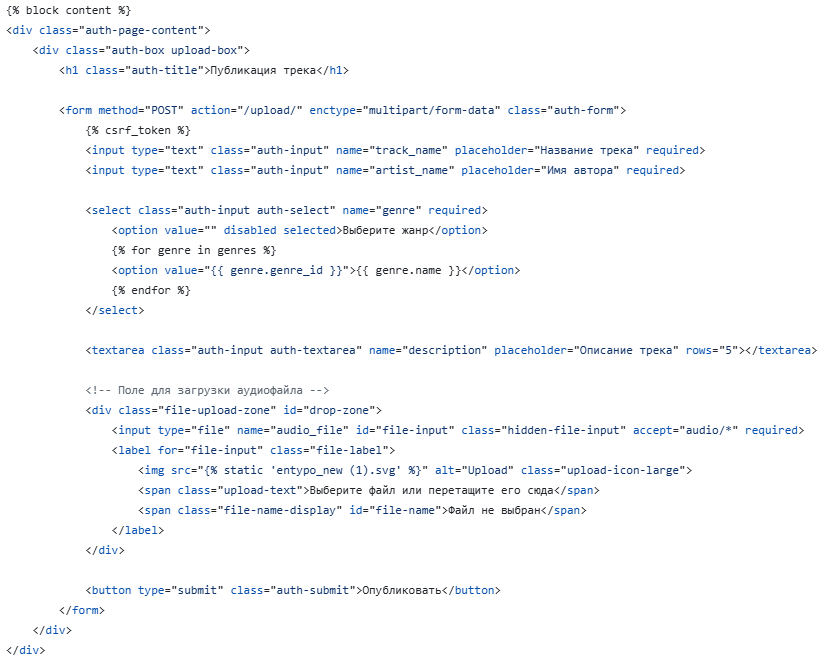 {% block content %}
<div class="auth-page-content">
    <div class="auth-box upload-box">
        <h1 class="auth-title">Публикация трека</h1>

        <form method="POST" action="/upload/" enctype="multipart/form-data" class="auth-form">
            {% csrf_token %}
            <input type="text" class="auth-input" name="track_name" placeholder="Название трека" required>
            <input type="text" class="auth-input" name="artist_name" placeholder="Имя автора" required>

            <select class="auth-input auth-select" name="genre" required>
                <option value="" disabled selected>Выберите жанр</option>
                {% for genre in genres %}
                <option value="{{ genre.genre_id }}">{{ genre.name }}</option>
                {% endfor %}
            </select>

            <textarea class="auth-input auth-textarea" name="description" placeholder="Описание трека" rows="5"></textarea>

            <!-- Поле для загрузки аудиофайла -->
            <div class="file-upload-zone" id="drop-zone">
                <input type="file" name="audio_file" id="file-input" class="hidden-file-input" accept="audio/*" required>
                <label for="file-input" class="file-label">
                    <img src="{% static 'entypo_new (1).svg' %}" alt="Upload" class="upload-icon-large">
                    <span class="upload-text">Выберите файл или перетащите его сюда</span>
                    <span class="file-name-display" id="file-name">Файл не выбран</span>
                </label>
            </div>

            <button type="submit" class="auth-submit">Опубликовать</button>
        </form>
    </div>
</div>